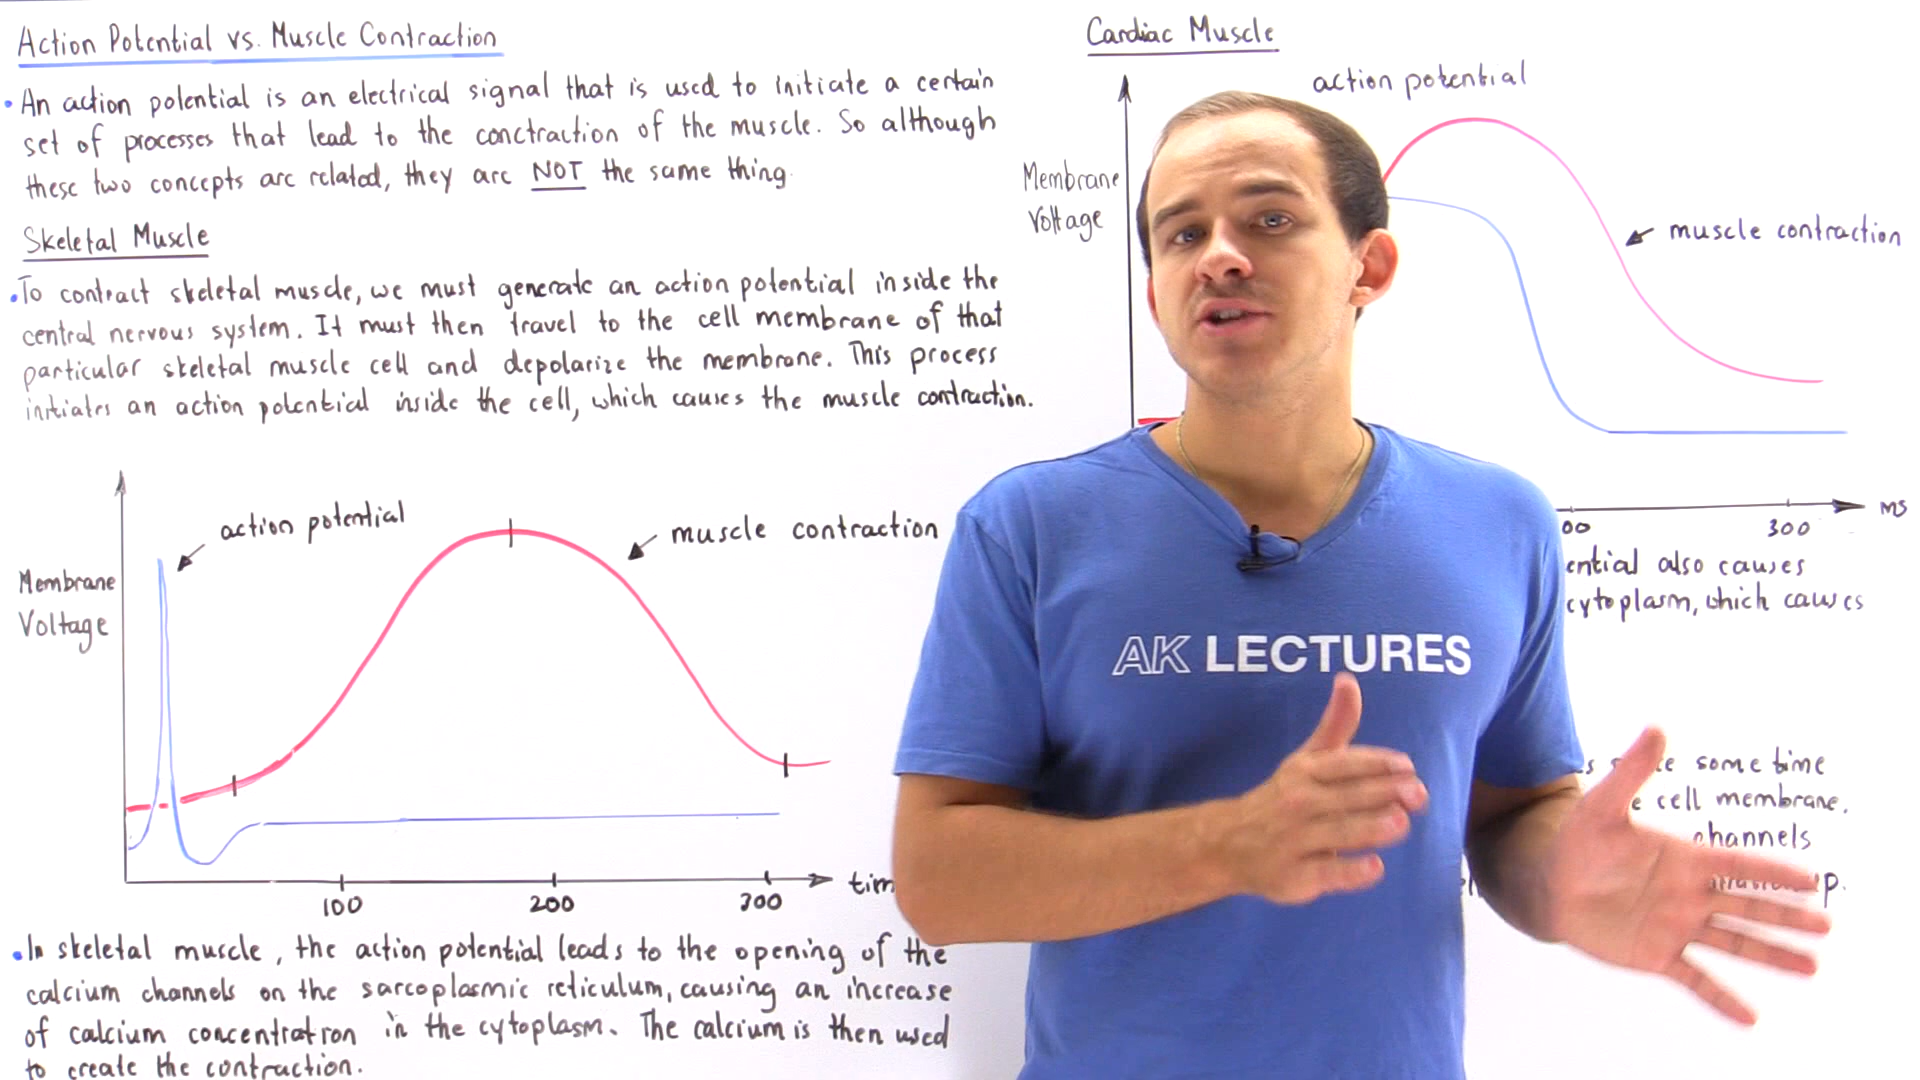 Action Potential vs. Muscle Contraction
• An action polential is an electrical signal that is used to initiate a certain
set of processes that lead to the conctraction of the muscle. So although
these two concepts are related, they are NOT the same thing.
Skeletal Muscle
• To contract skeletal muscle, we must generate an action potential inside the
central nervous system. It must then travel to the cell membrane of that
particular skeletal muscle cell and depolarize the membrane. This process
initiates an action potential inside the cell, which causes the muscle contraction.
action potential
muscle contraction
Membrane
Voltage
100
200
300
tim
• In skeletal muscle, the action potential leads to the opening of the
calcium channels on the sarcoplasmic reticulum, causing an increase
of calcium concentration in the cytoplasm. The calcium is then used
to create the contraction.
Cardiac Muscle
action potential
Membrane
Voltage
muscle contraction
00
300
ms
ential also causes
cytoplasm, which causes
some time
e cell membrane.
channels
p.
AK LECTURES